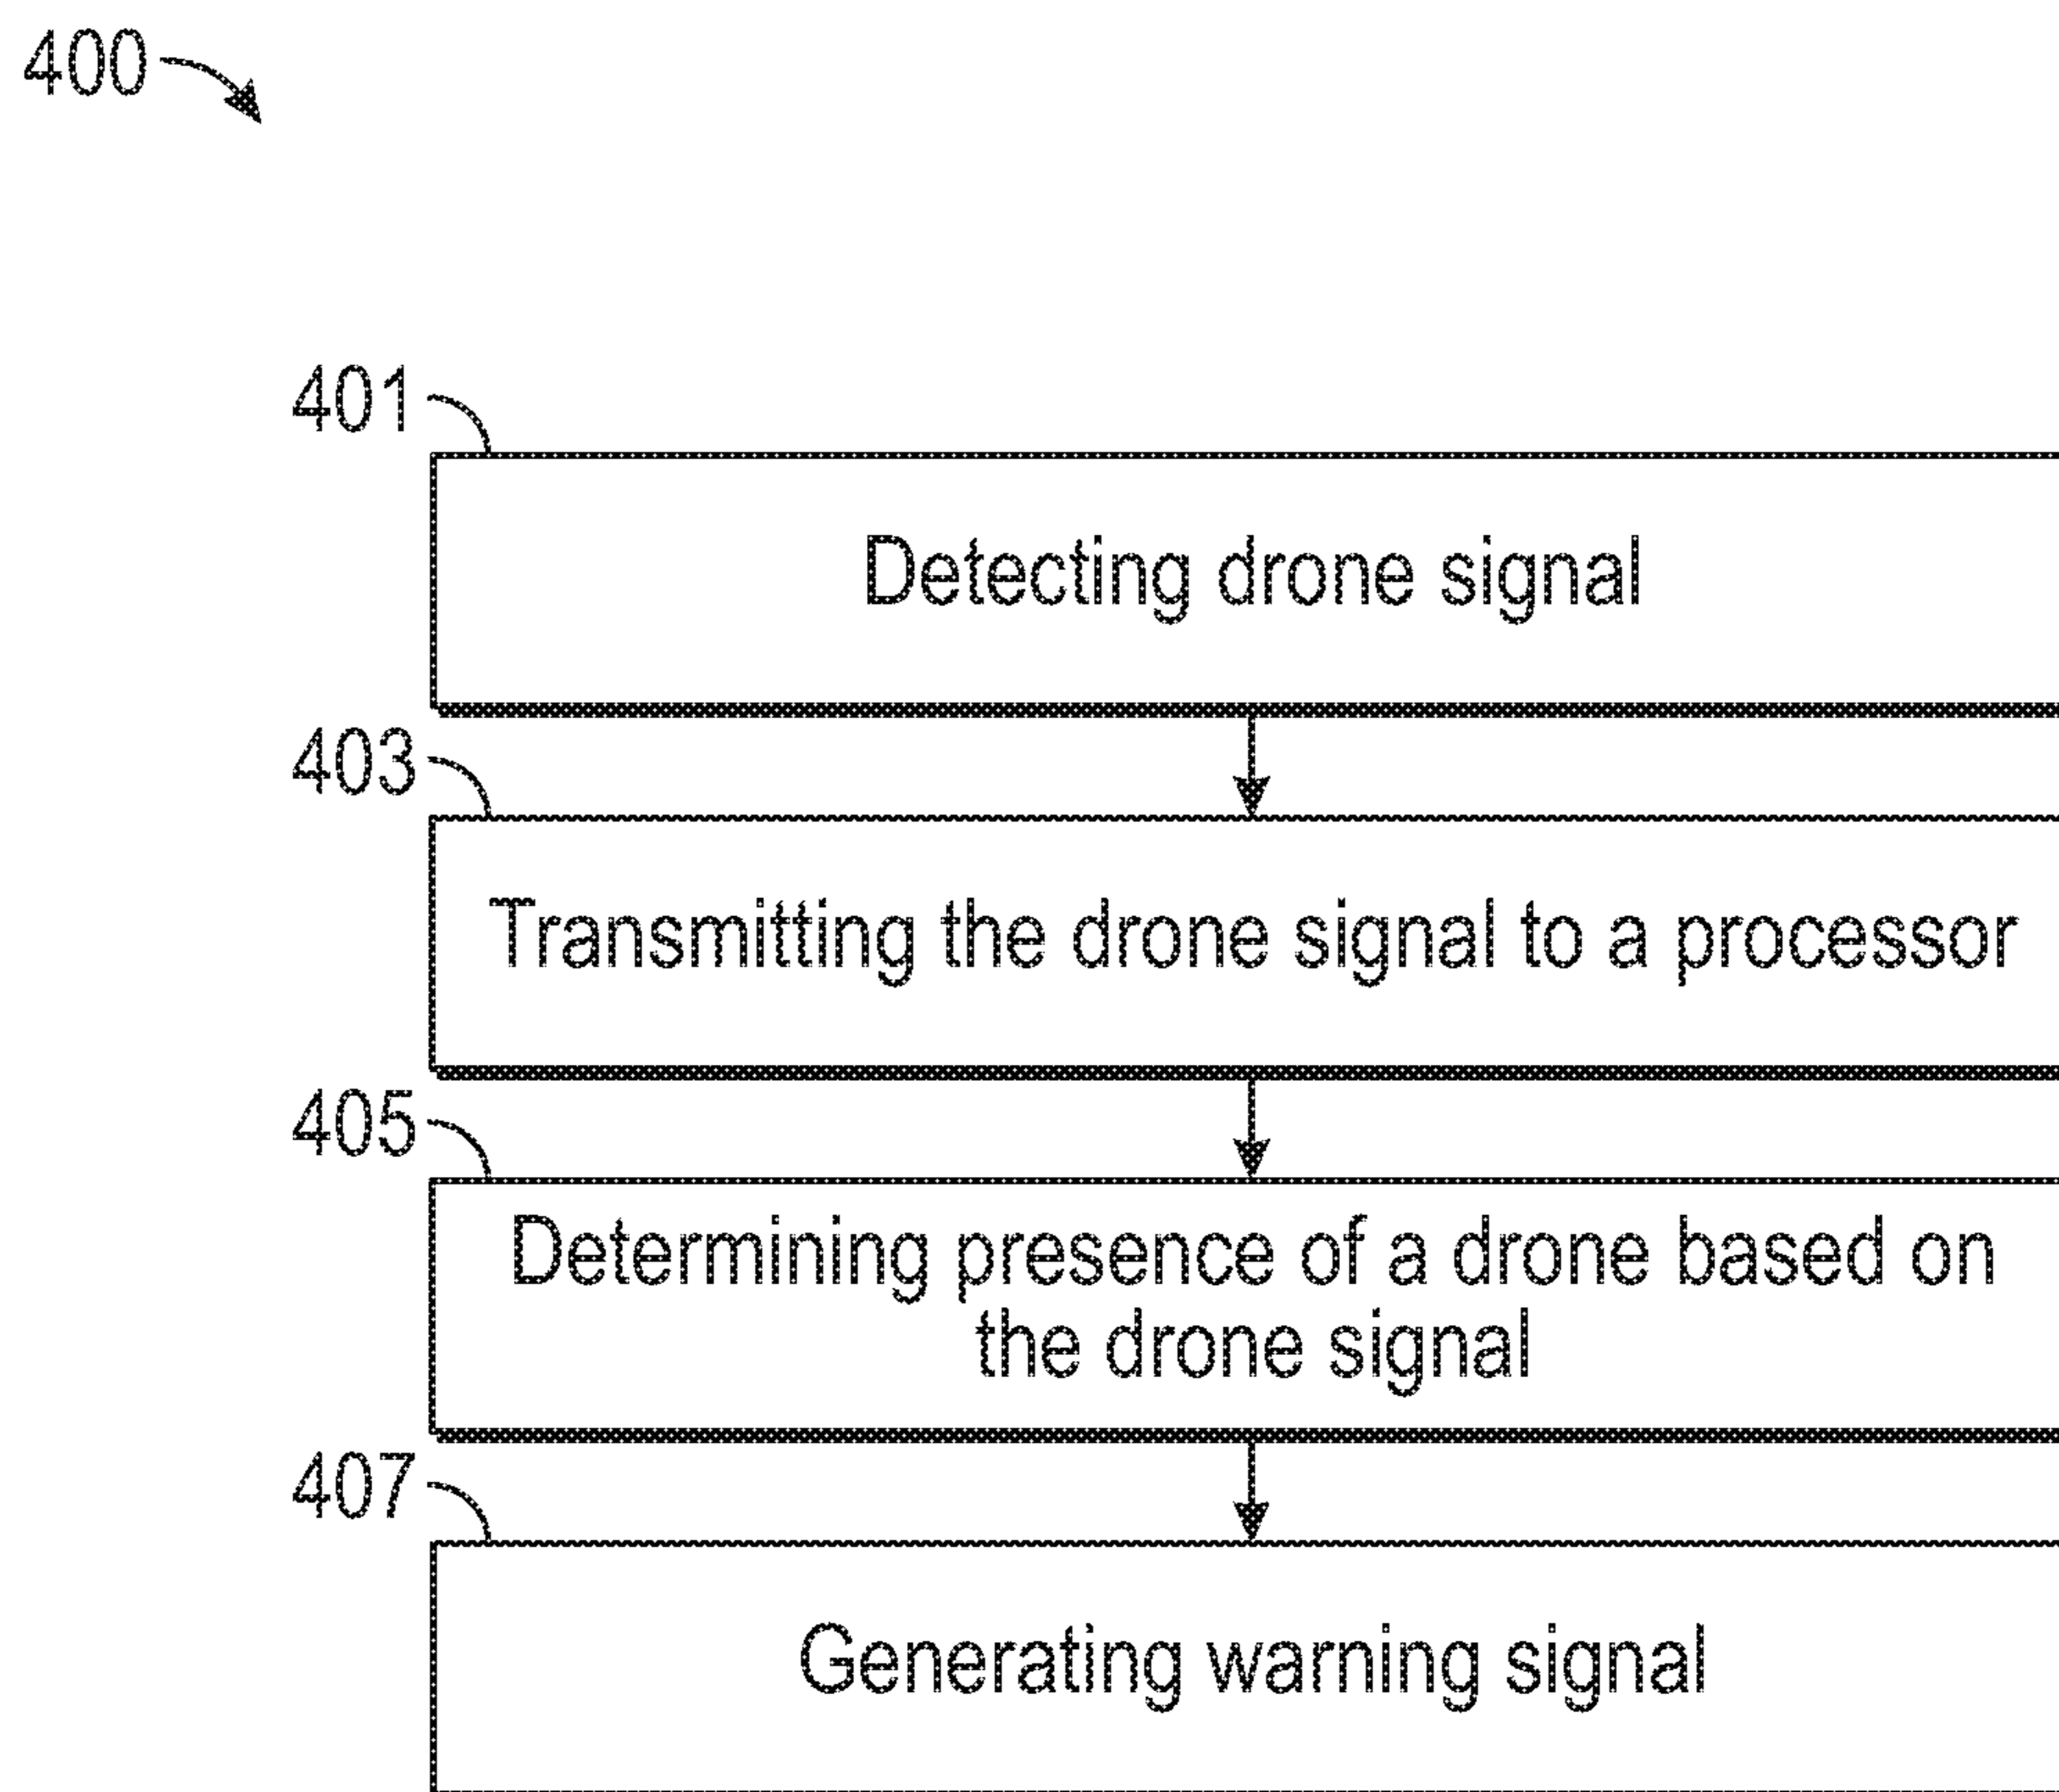 400
401
Detecting drone signal
403
Transmitting the drone signal to a processor
405
Determining presence of a drone based on
the drone signal
407
Generating warning signal